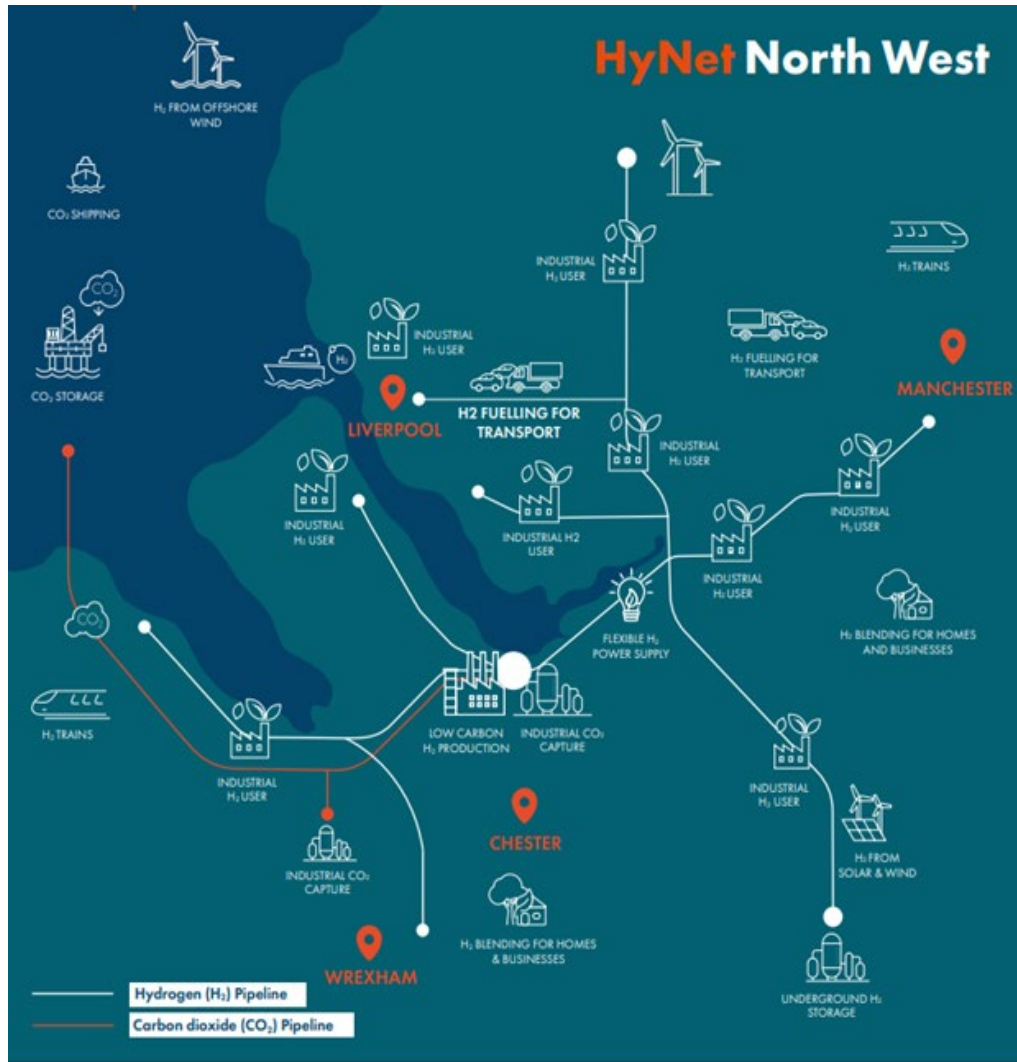 HyNet North West
H₂ FROM OFFSHORE
WIND
CO₂ SHIPPING
H₂ TRAINS
INDUSTRIAL
H₂ USER
CO₂
CO₂ STORAGE
INDUSTRIAL
H₂ USER
H₂
H₂ FUELLING FOR
TRANSPORT
MANCHESTER
LIVERPOOL
H2 FUELLING FOR
TRANSPORT
INDUSTRIAL
H₂ USER
INDUSTRIAL
H₂ USER
INDUSTRIAL H2
USER
INDUSTRIAL
H₂ USER
INDUSTRIAL
H₂ USER
CO₂
FLEXIBLE H₂
POWER SUPPLY
H₂ BLENDING FOR HOMES
AND BUSINESSES
H₂ TRAINS
INDUSTRIAL
H₂ USER
LOW CARBON
H₂ PRODUCTION
INDUSTRIAL CO₂
CAPTURE
INDUSTRIAL
H₂ USER
CHESTER
INDUSTRIAL CO₂
CAPTURE
H₂ FROM
SOLAR & WIND
H₂ BLENDING FOR HOMES
& BUSINESSES
WREXHAM
UNDERGROUND H₂
STORAGE
Hydrogen (H₂) Pipeline
Carbon dioxide (CO₂) Pipeline